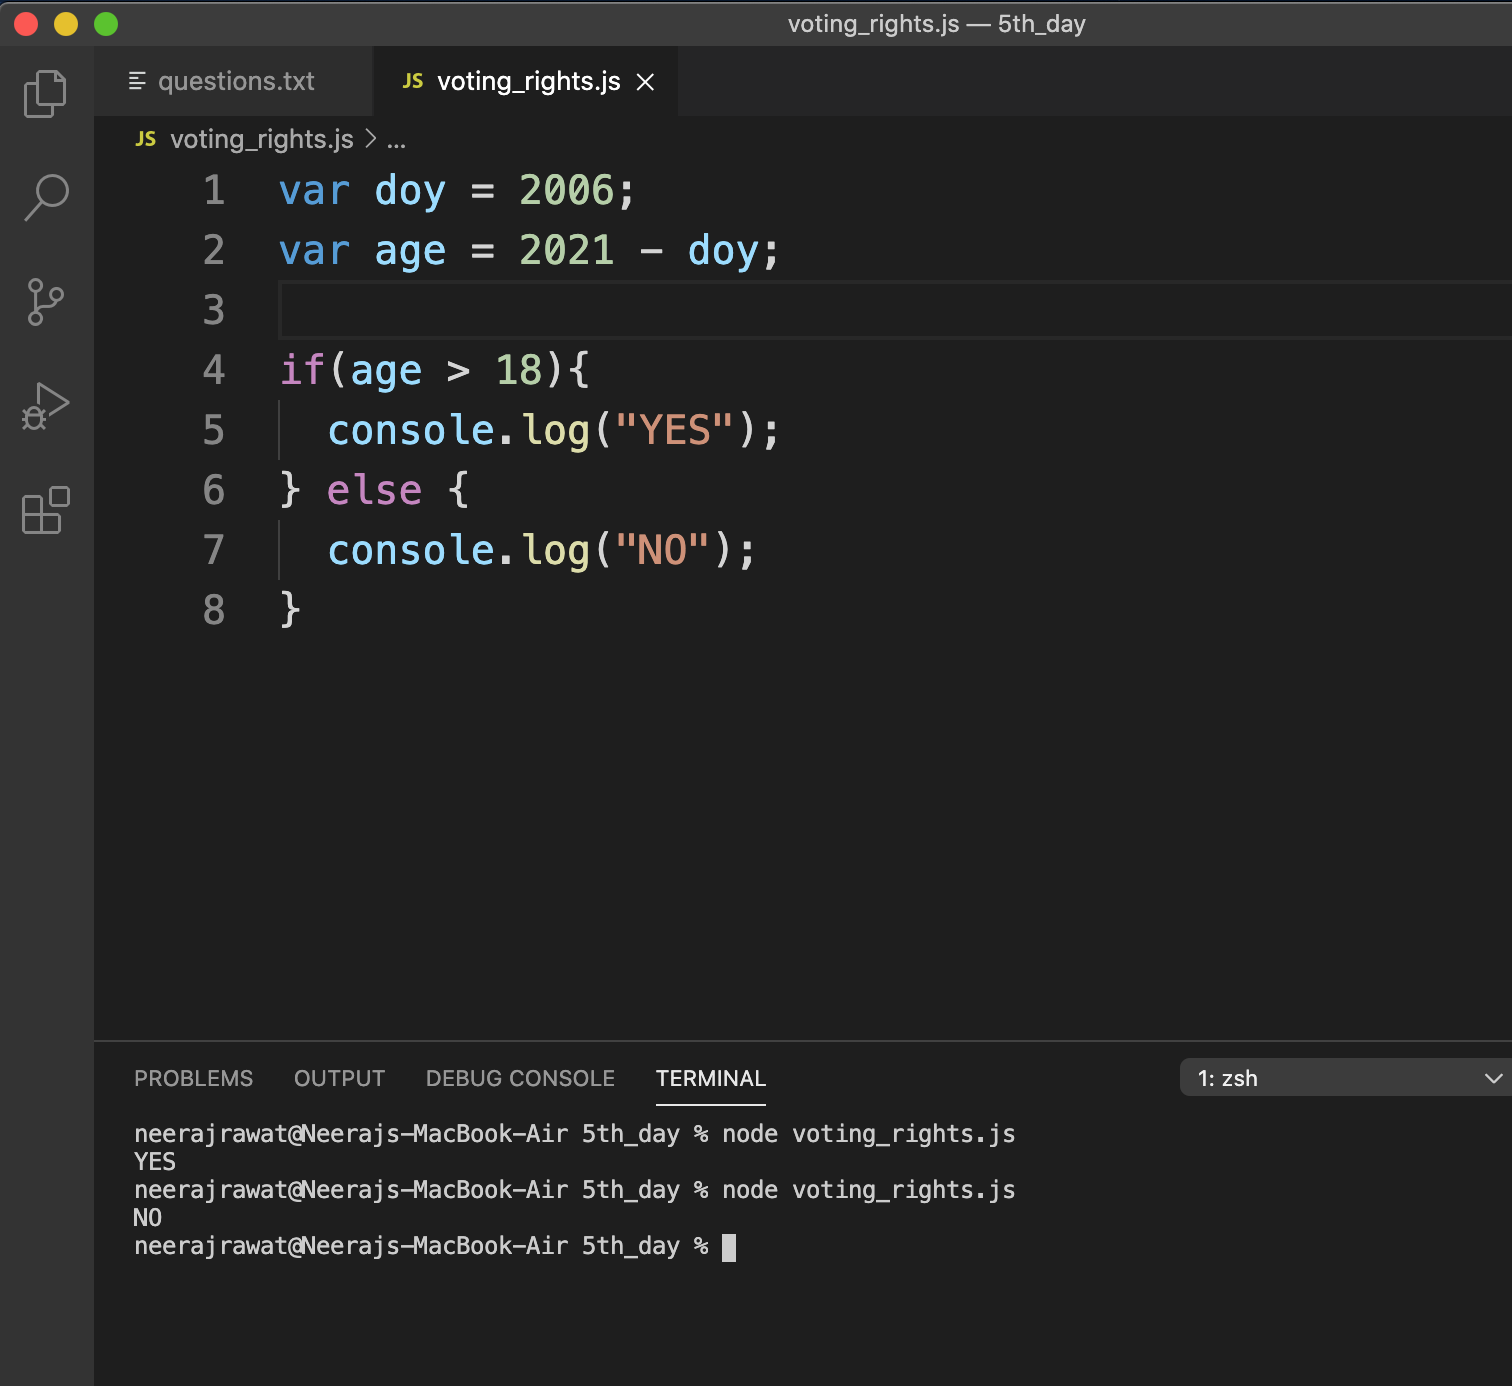 voting_rights.js — 5th_day
questions.txt
JS voting_rights.js
JS voting_rights.js > ...
1 var doy = 2006;
2 var age = 2021 - doy;
3
4 if(age > 18){
5 console.log("YES");
6 } else {
7 console.log("NO");
8 }
PROBLEMS OUTPUT DEBUG CONSOLE TERMINAL 1: zsh
neerajrawat@Neerajs-MacBook-Air 5th_day % node voting_rights.js
YES
neerajrawat@Neerajs-MacBook-Air 5th_day % node voting_rights.js
NO
neerajrawat@Neerajs-MacBook-Air 5th_day %